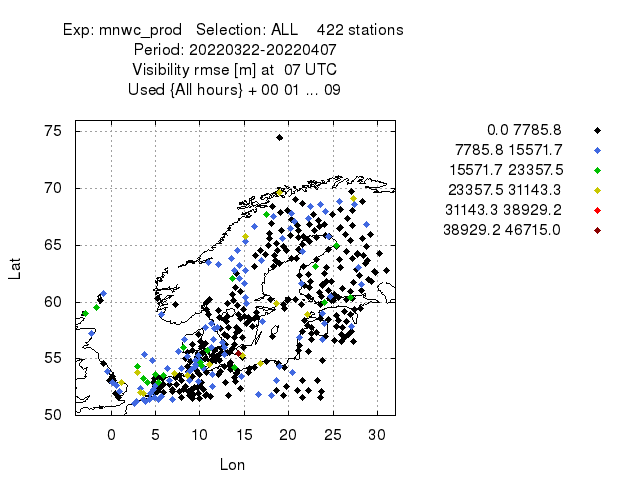 Exp: mnwc_prod   Selection: ALL    422 stations
Period: 20220322-20220407
Visibility rmse [m] at  07 UTC
Used {All hours} + 00 01 ... 09
0.0 7785.8
7785.8 15571.7
15571.7 23357.5
23357.5 31143.3
31143.3 38929.2
38929.2 46715.0
75
70
65
60
55
50
Lat
0 5 10 15 20 25 30
Lon